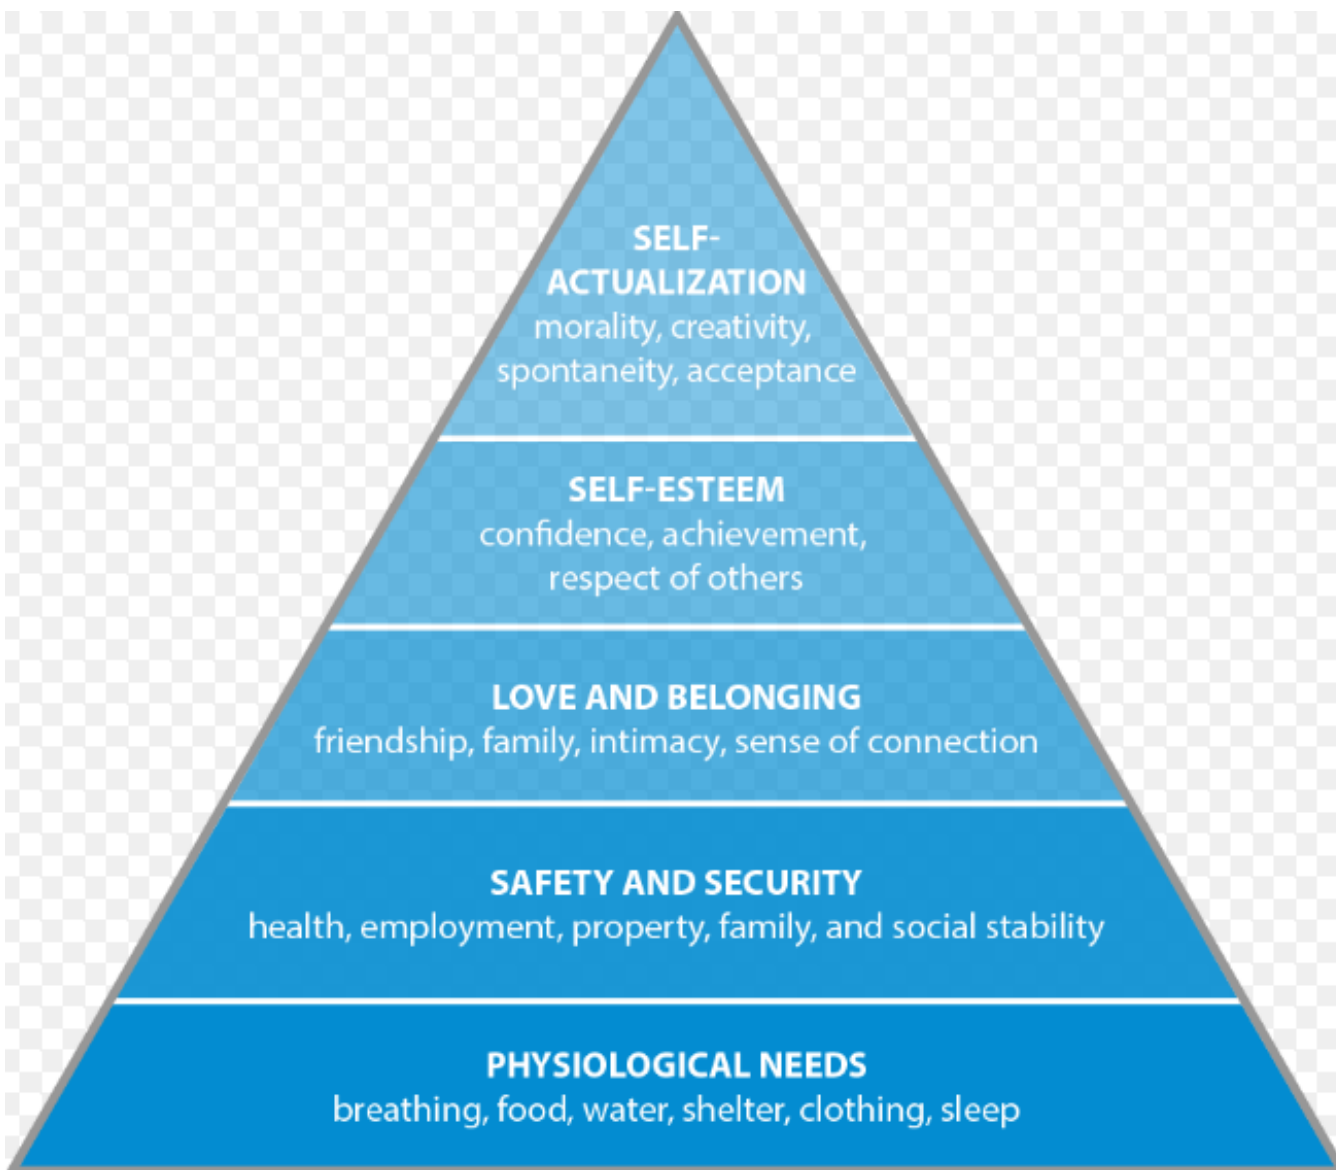 SELF-
ACTUALIZATION
morality, creativity,
spontaneity, acceptance
SELF-ESTEEM
confidence, achievement,
respect of others
LOVE AND BELONGING
friendship, family, intimacy, sense of connection
SAFETY AND SECURITY
health, employment, property, family, and social stability
PHYSIOLOGICAL NEEDS
breathing, food, water, shelter, clothing, sleep